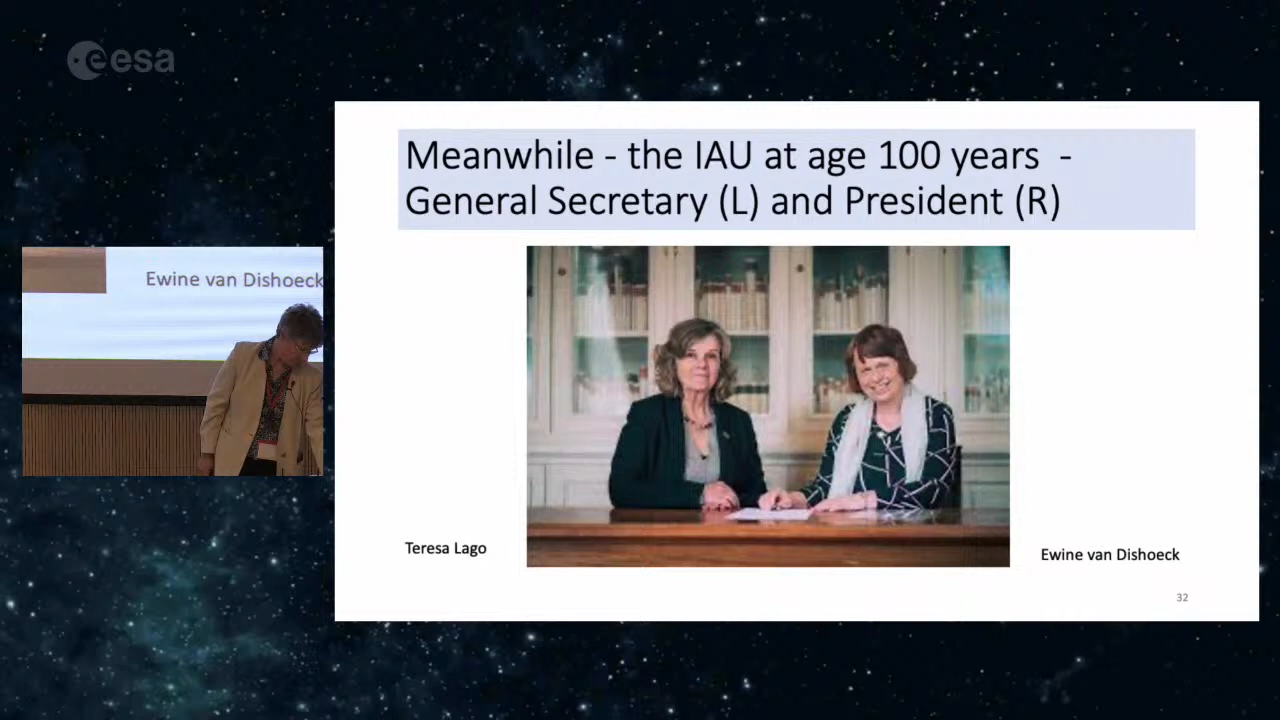 esa
Meanwhile - the IAU at age 100 years -
General Secretary (L) and President (R)
Ewine van Dishoeck
Teresa Lago
Ewine van Dishoeck
32